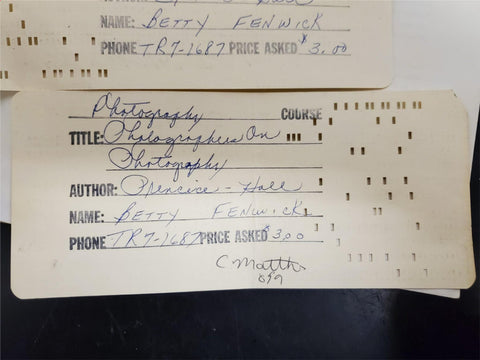 NAME: BETTY FENWICK
PHONE TR7-1687 PRICE ASKED $3.00
Photography COURSE
TITLE: Photographers On
Photography
AUTHOR: Prencice-Hall
NAME: BETTY FENWICK
PHONE TR7-1687 PRICE ASKED $3.00
C Matth